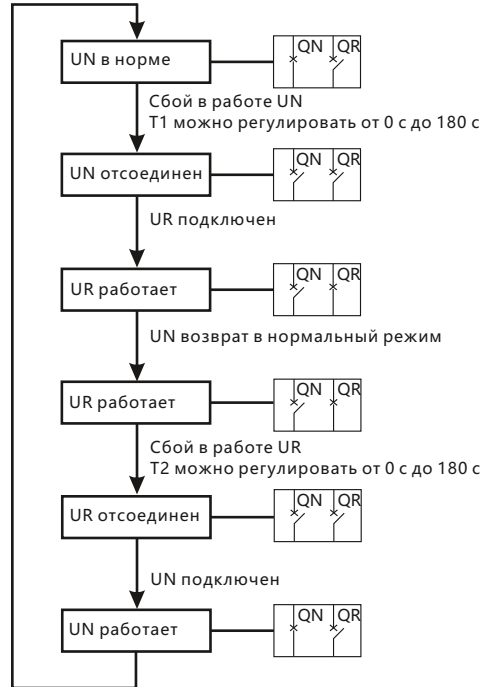 UN в норме
QN QR
Сбой в работе UN
T1 можно регулировать от 0 с до 180 с
UN отсоединен
QN QR
UR подключен
UR работает
QN QR
UN возврат в нормальный режим
UR работает
QN QR
Сбой в работе UR
T2 можно регулировать от 0 с до 180 с
UR отсоединен
QN QR
UN подключен
UN работает
QN QR